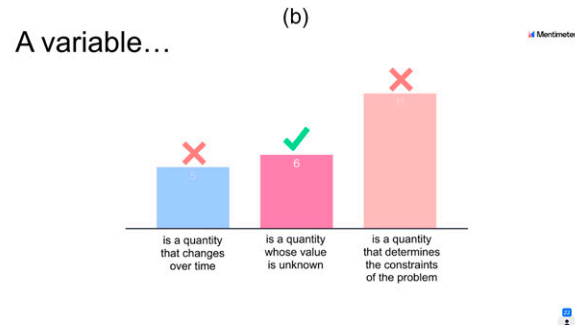 (b)
A variable…
Mentimeter
5
6
11
is a quantity
that changes
over time
is a quantity
whose value
is unknown
is a quantity
that determines
the constraints
of the problem
22